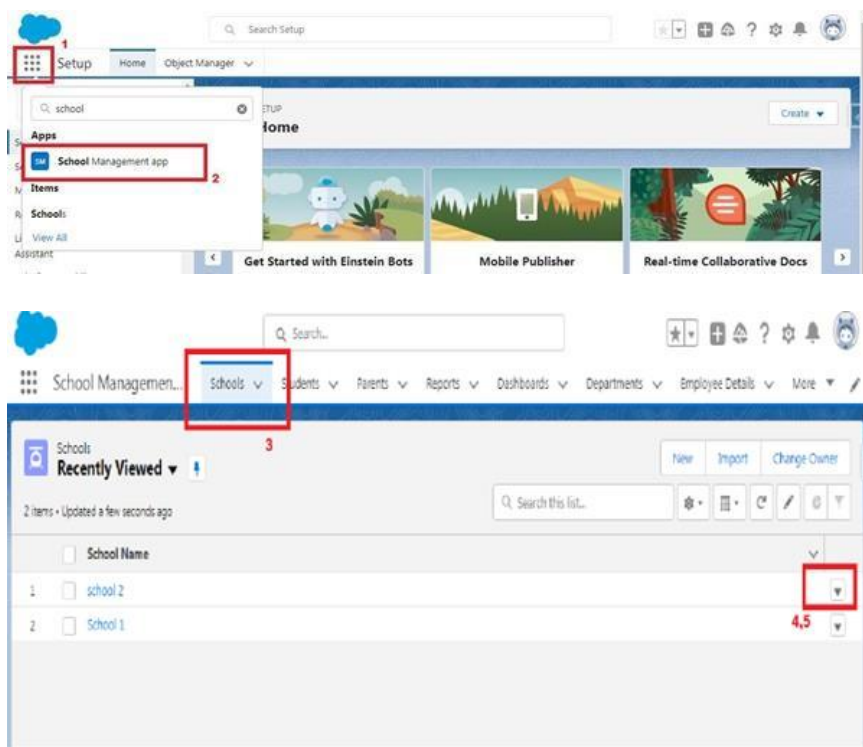 Search Setup
1
Setup Home Object Manager
school
SETUP
Home
Create
Apps
SM School Management app
2
Items
Schools
View All
Assistant
Get Started with Einstein Bots
Mobile Publisher
Real-time Collaborative Docs
Search...
School Managemen... Schools Students Parents Reports Dashboards Departments Employee Details More
3
Schools
Recently Viewed
New Import Change Owner
2 items • Updated a few seconds ago
Search this list...
School Name
1 school 2
4,5
2 School 1